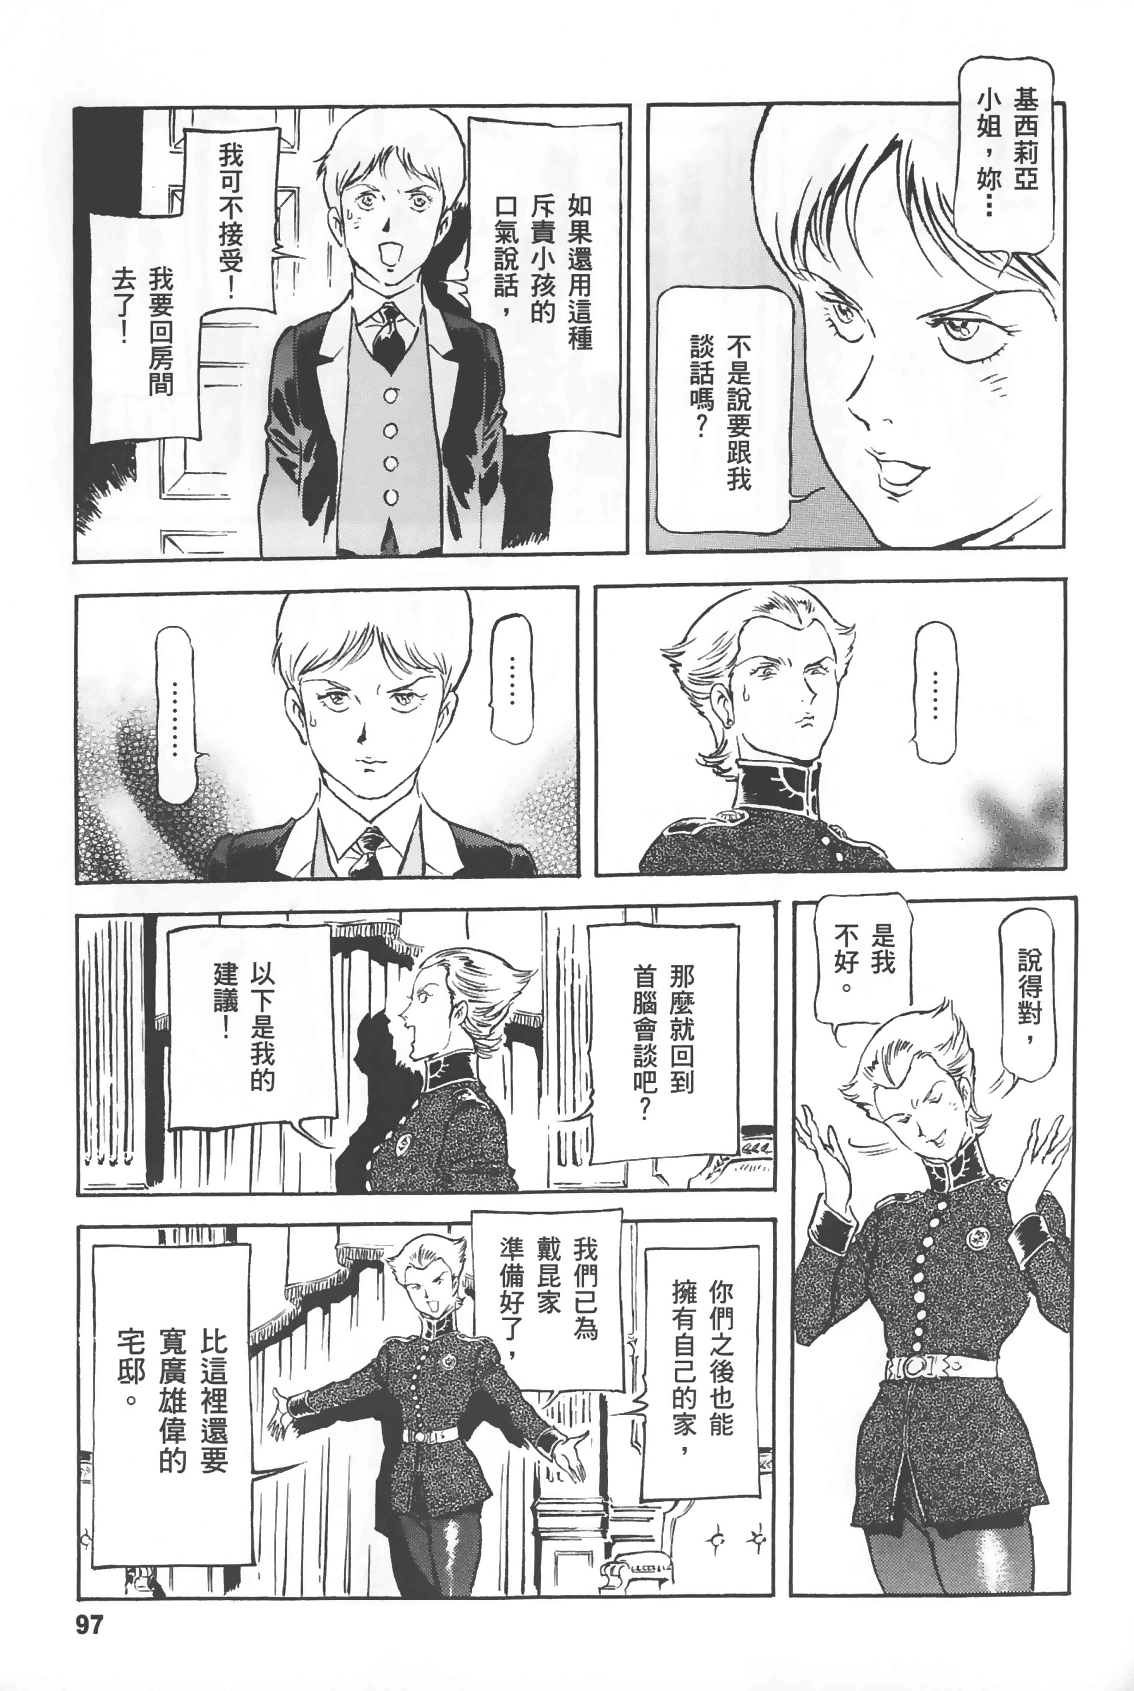 基西莉亞
小姐，妳…
不是說要跟我
談話嗎？
如果還用這種
斥責小孩的
口氣說話，
我可不接受！
我要回房間
去了！
……
……
………
說得對，
是我
不好。
那麼就回到
首腦會談吧？
以下是我的
建議！
你們之後也能
擁有自己的家，
我們已為
戴昆家
準備好了，
比這裡還要
寬廣雄偉的
宅邸。
97